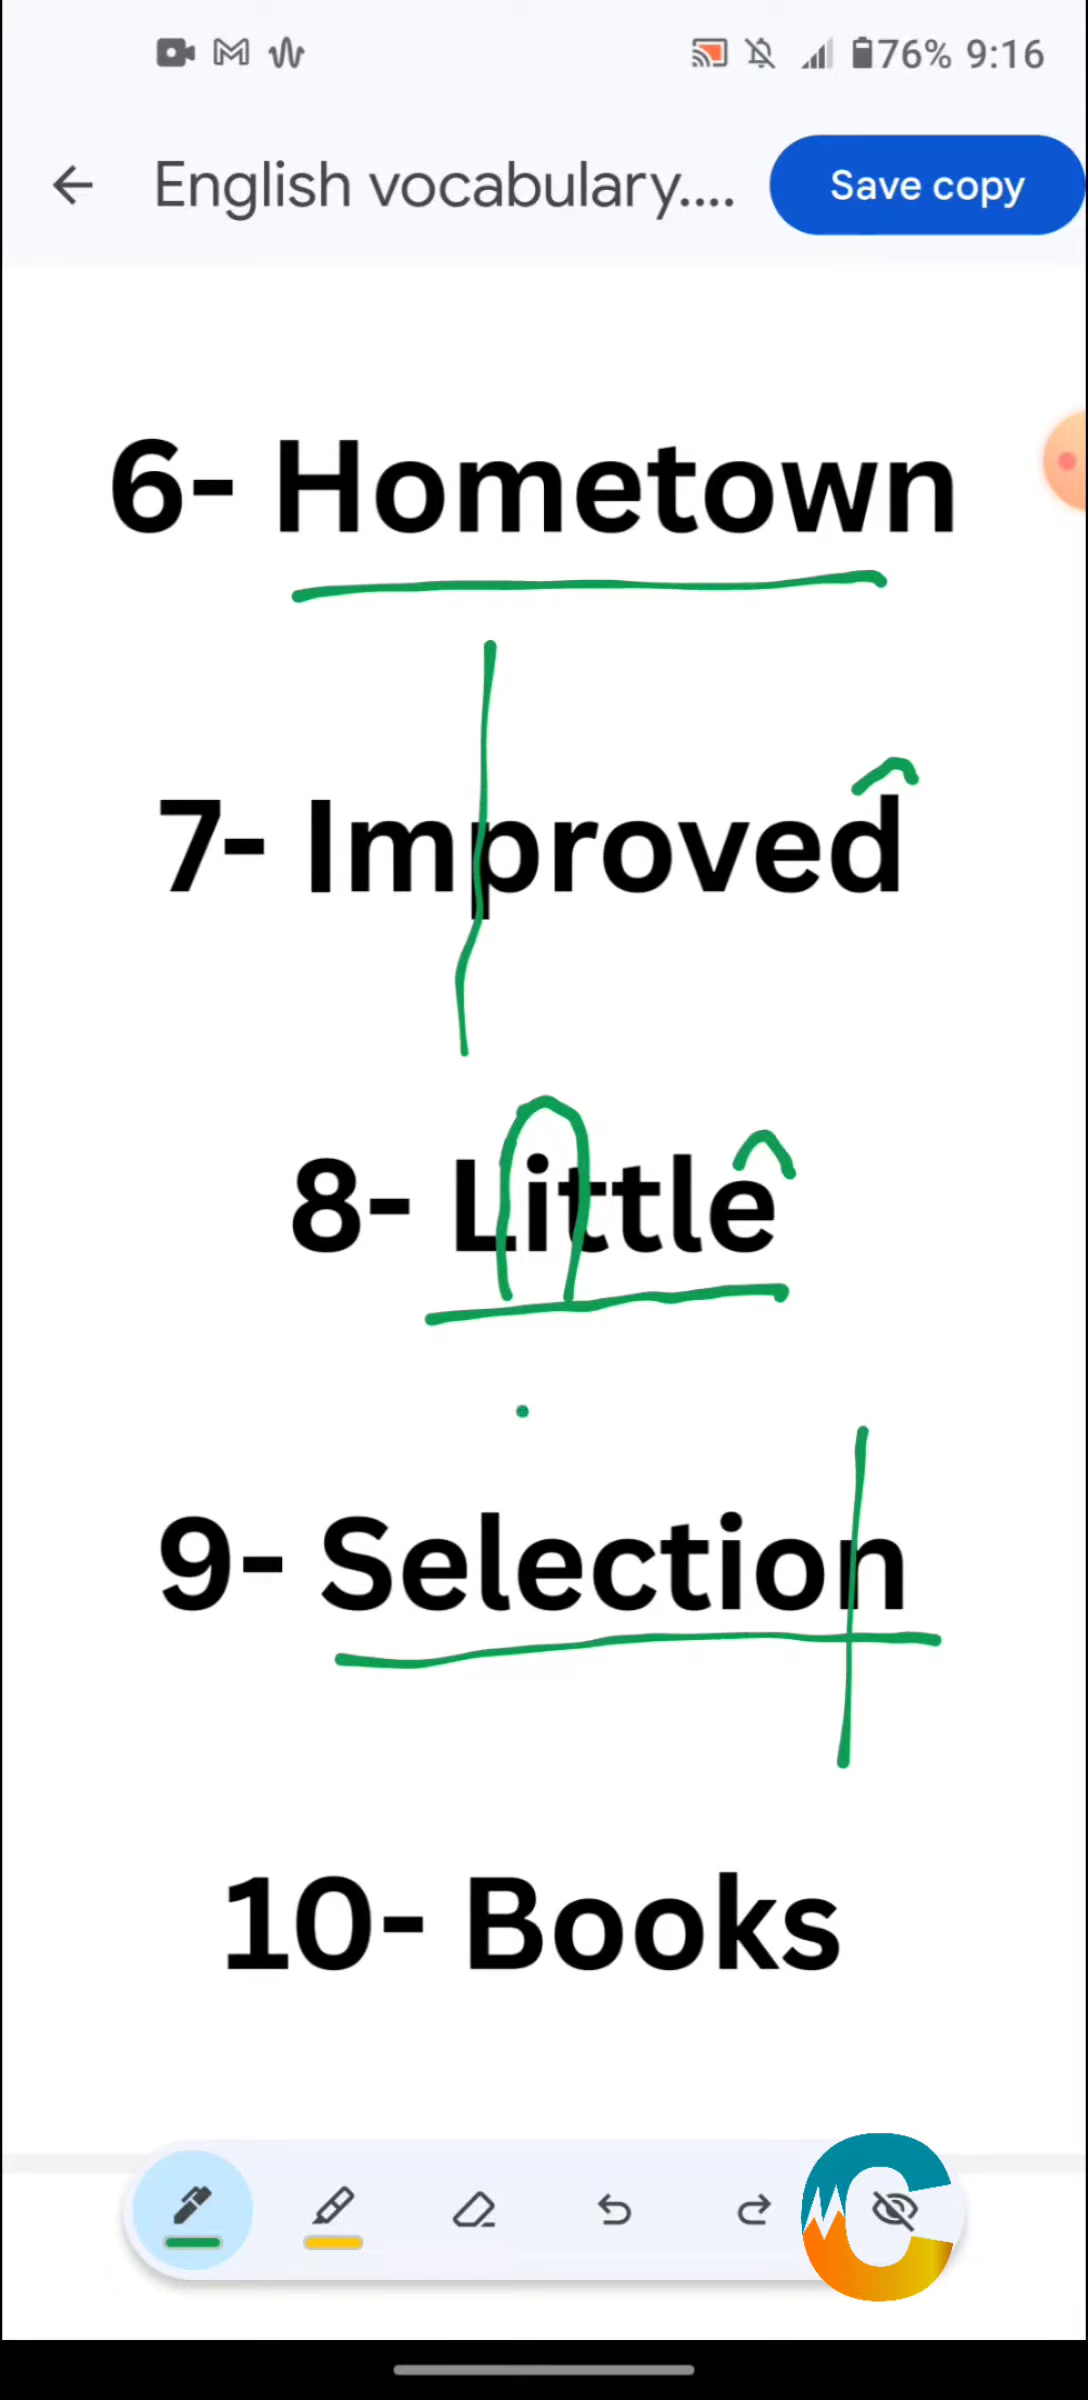 76% 9:16
English vocabulary.... Save copy
6- Hometown
7- Improved
8- Little
9- Selection
10- Books